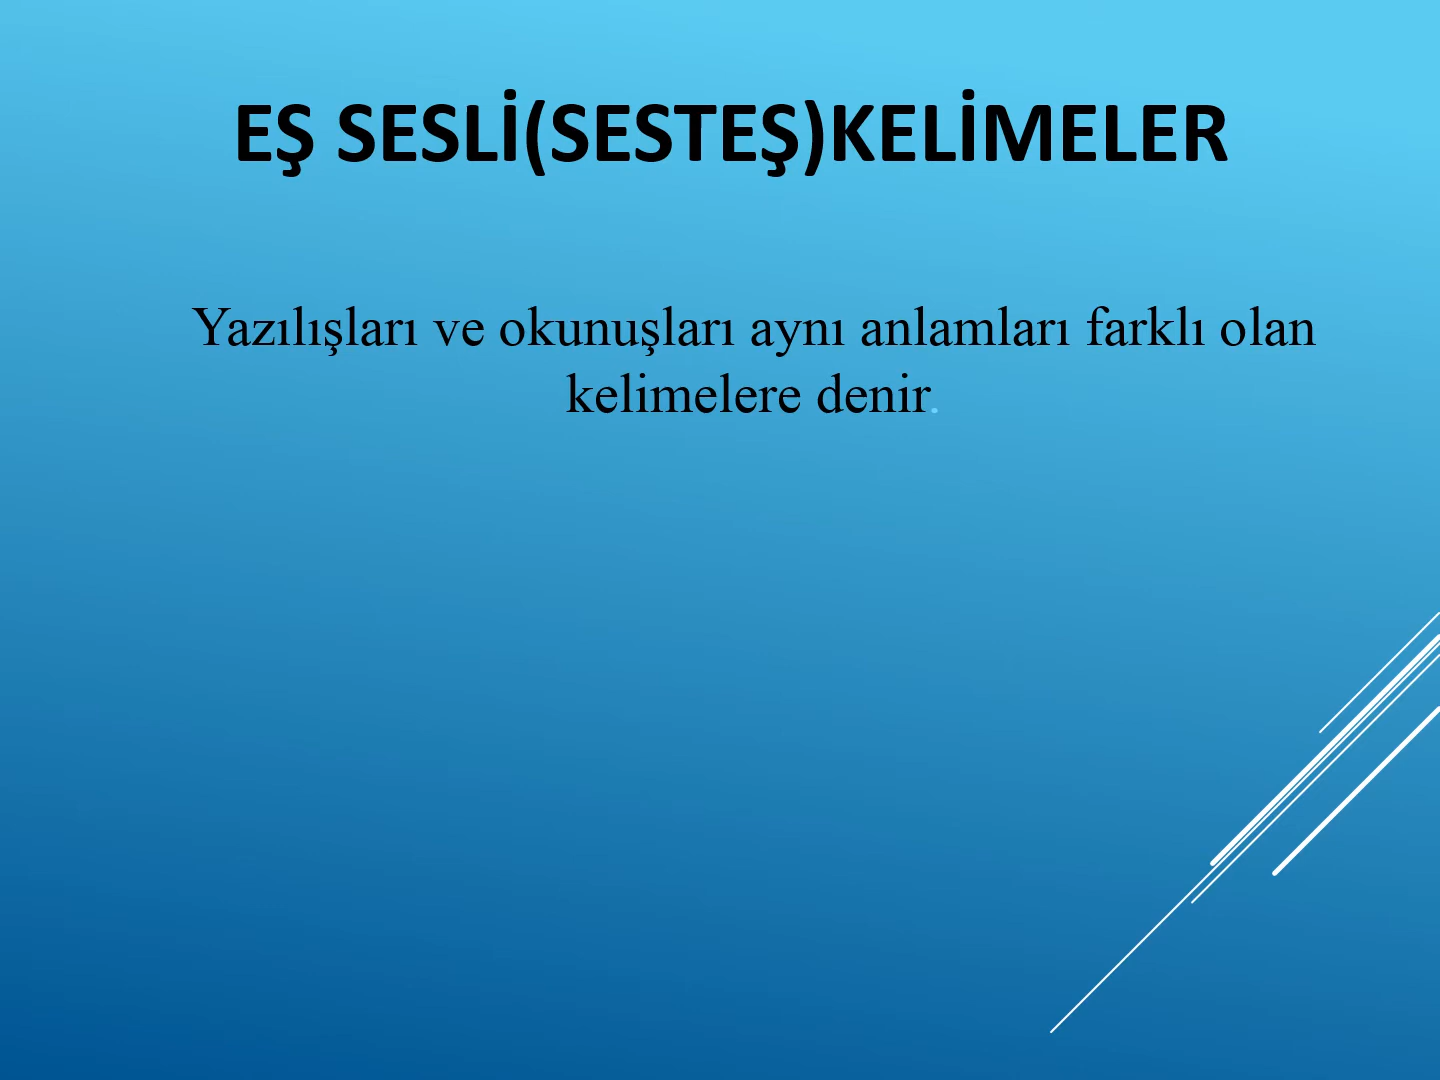 EŞ SESLİ(SESTEŞ)KELİMELER
Yazılışları ve okunuşları aynı anlamları farklı olan
kelimelere denir.